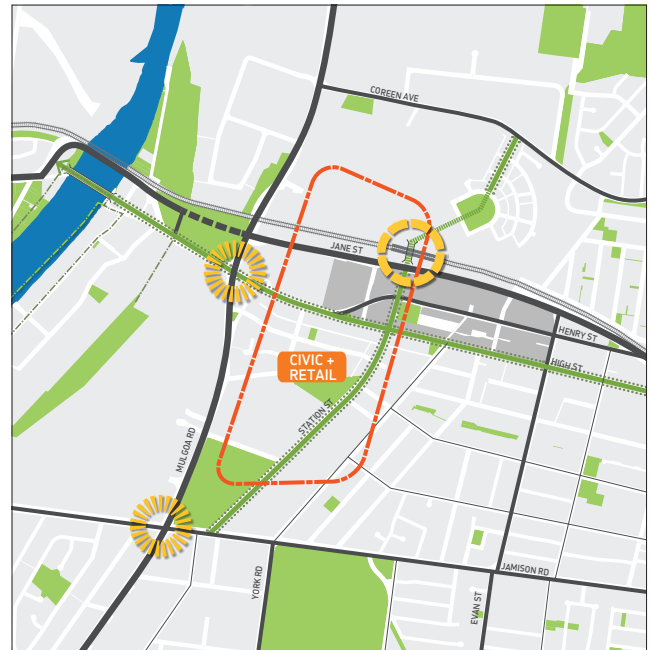 COREEN AVE
JANE ST
HENRY ST
HIGH ST
CIVIC +
RETAIL
STATION ST
MULGOA RD
JAMISON RD
YORK RD
EVAN ST